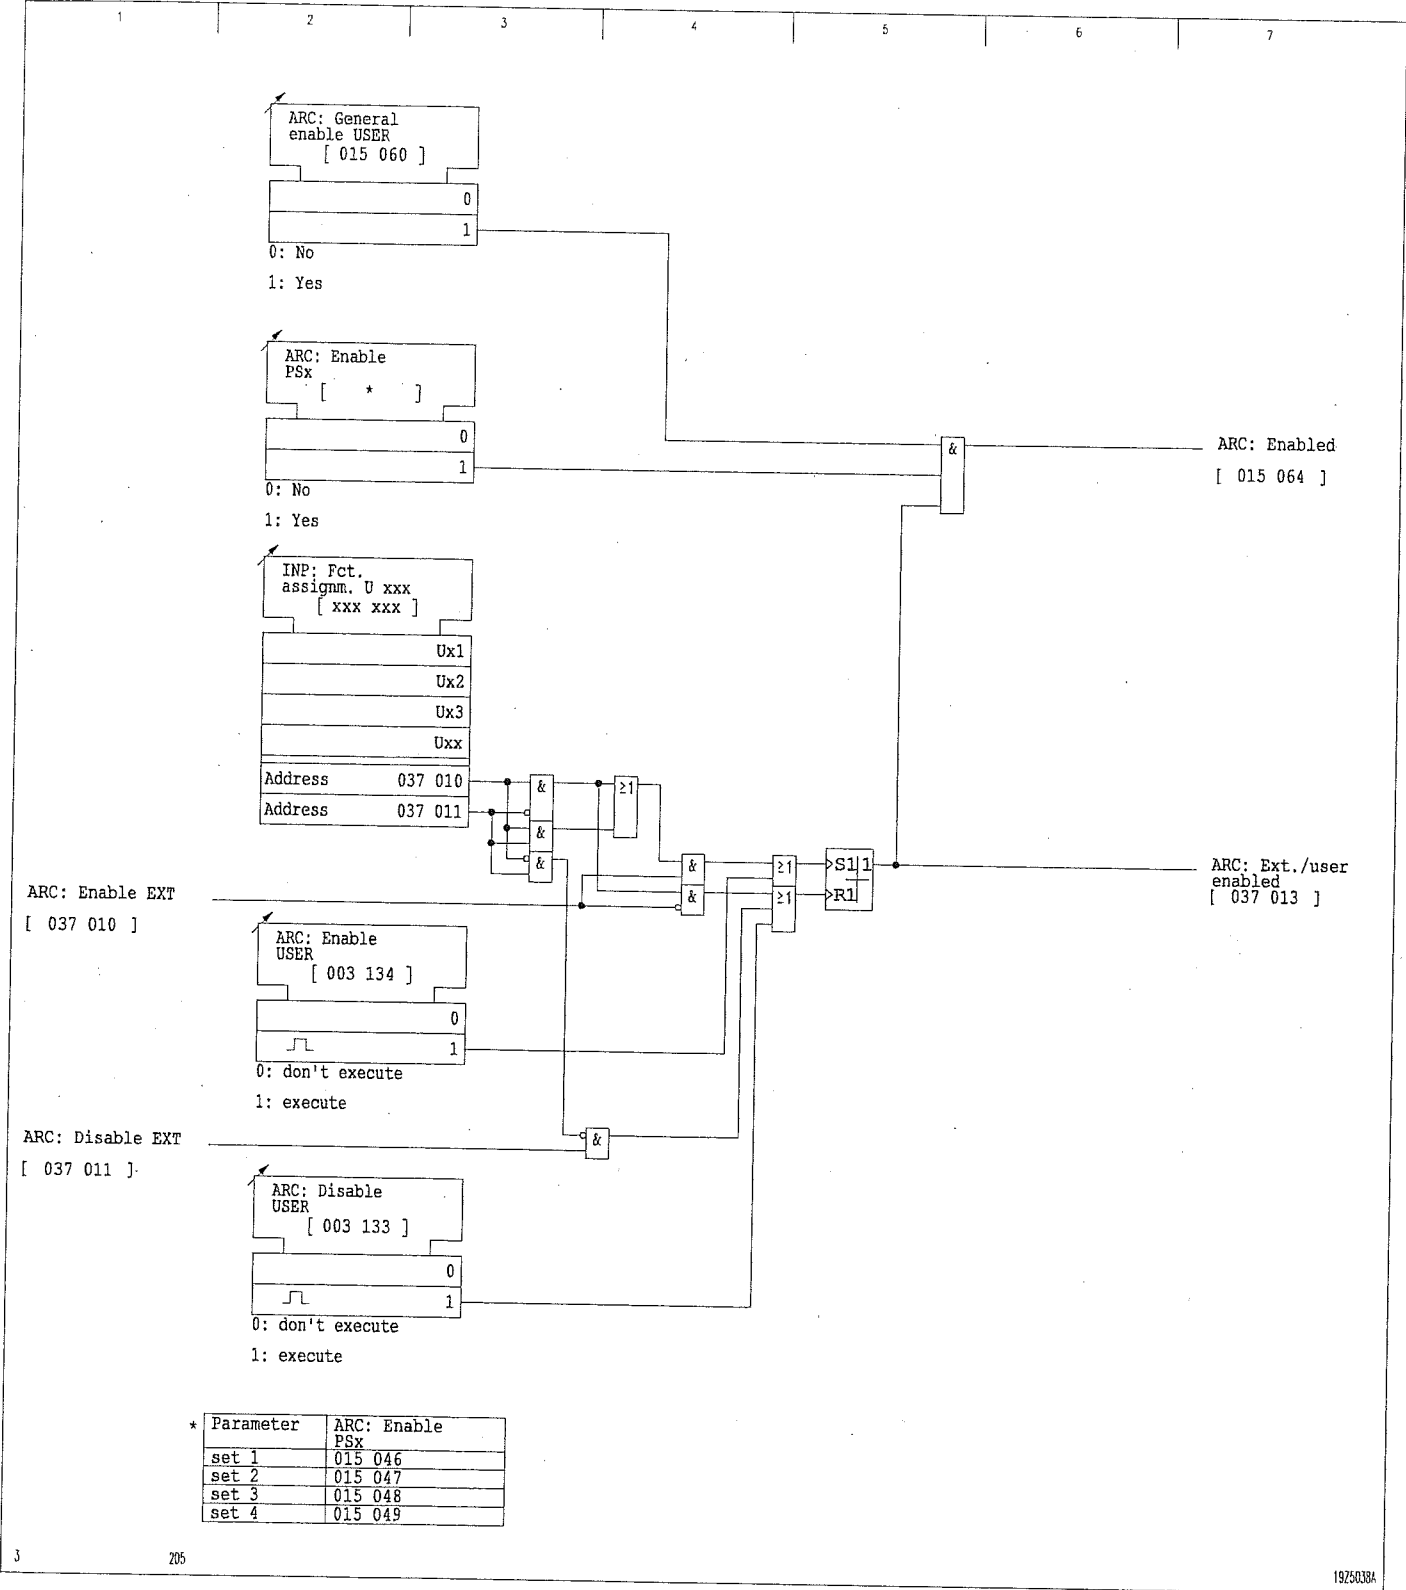 1 2 3 4 5 6 7
ARC: General
enable USER
[ 015 060 ]
0
1
0: No
1: Yes
ARC: Enable
PSx
[ * ]
0
1
0: No
1: Yes
&
ARC: Enabled
[ 015 064 ]
INP: Fct.
assignm. U xxx
[ xxx xxx ]
Ux1
Ux2
Ux3
Uxx
Address 037 010
Address 037 011
&
&
&
≥1
&
&
≥1
≥1
S1 1
R1
ARC: Ext./user
enabled
[ 037 013 ]
ARC: Enable EXT
[ 037 010 ]
ARC: Enable
USER
[ 003 134 ]
0
1
0: don't execute
1: execute
ARC: Disable EXT
[ 037 011 ]
&
ARC: Disable
USER
[ 003 133 ]
0
1
0: don't execute
1: execute
* Parameter ARC: Enable
PSx
set 1 015 046
set 2 015 047
set 3 015 048
set 4 015 049
3 205
19Z5038A